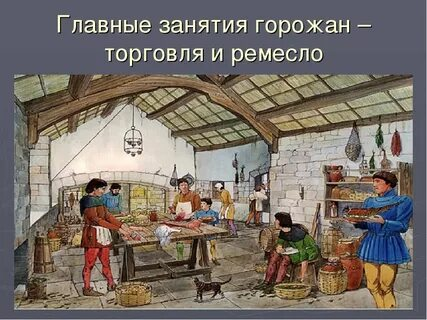 Главные занятия горожан –
торговля и ремесло